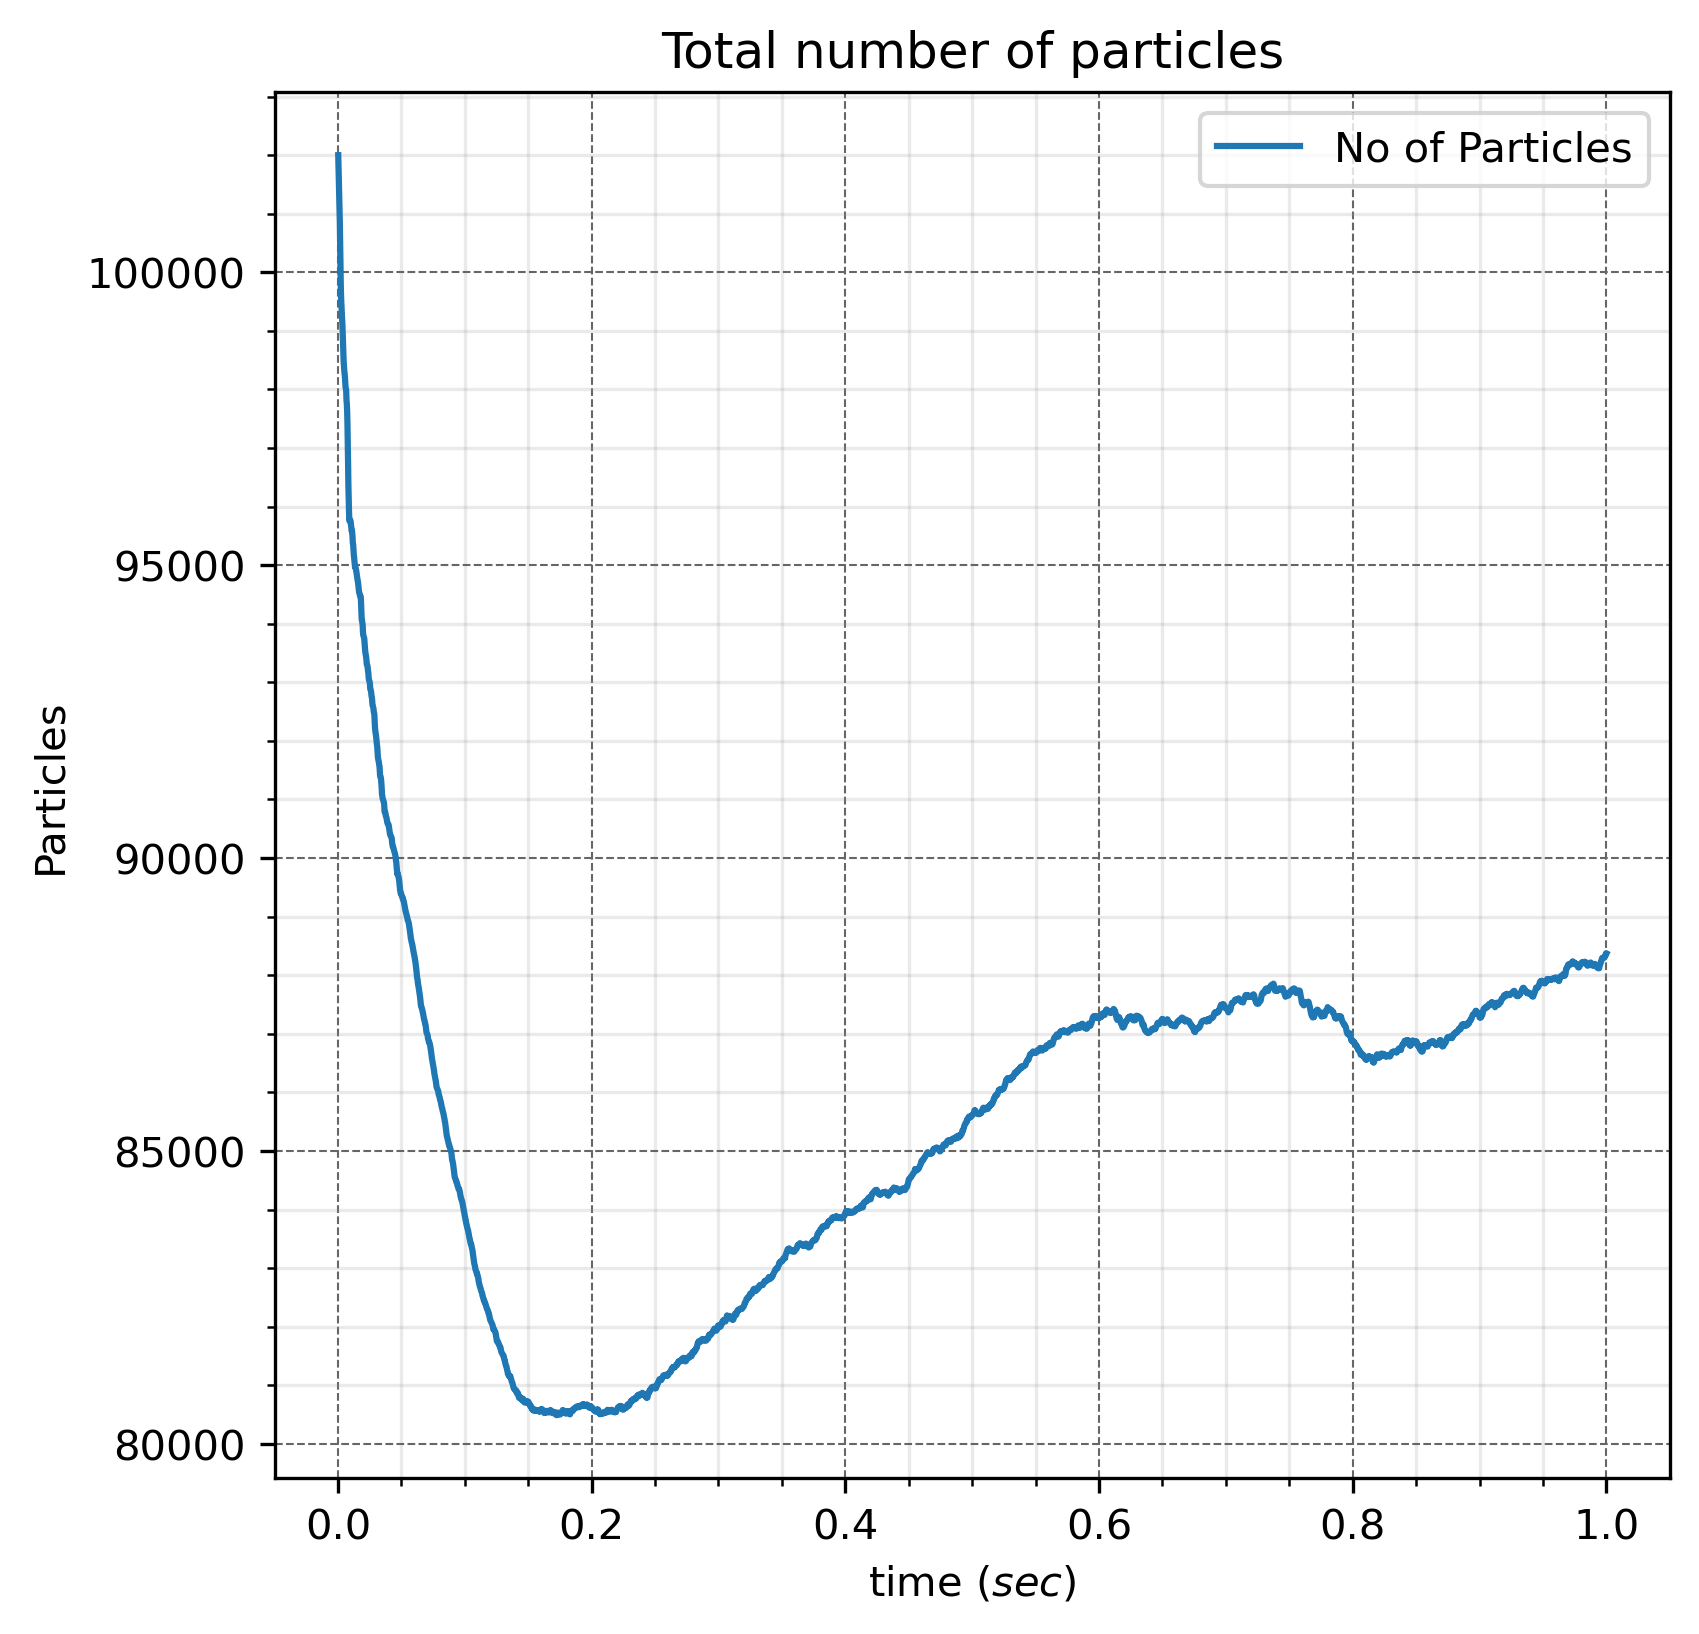 Total number of particles
No of Particles
100000
95000
90000
85000
80000
Particles
0.0 0.2 0.4 0.6 0.8 1.0
time (sec)